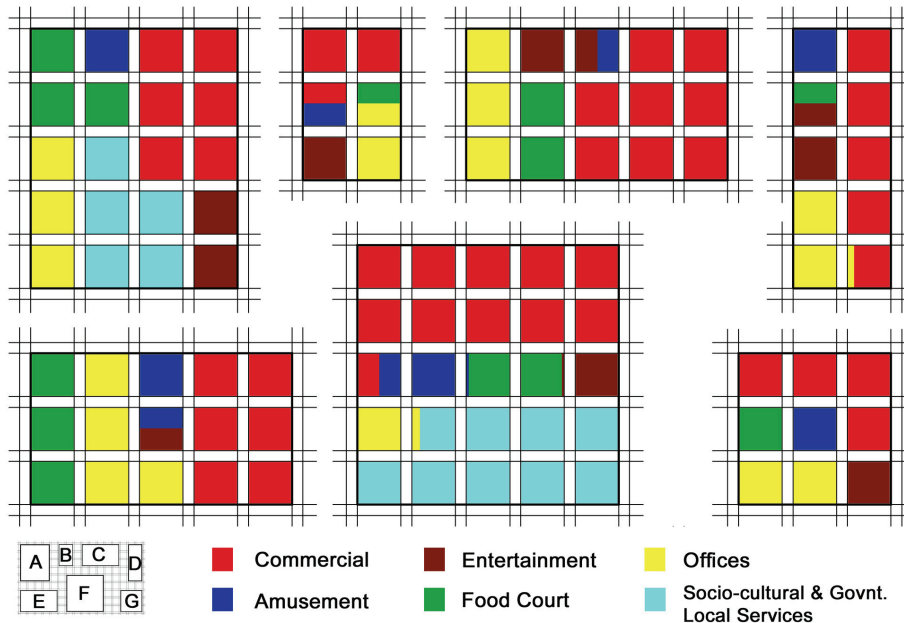 A
B
C
D
E
F
G
Commercial
Entertainment
Offices
Amusement
Food Court
Socio-cultural & Govnt.
Local Services